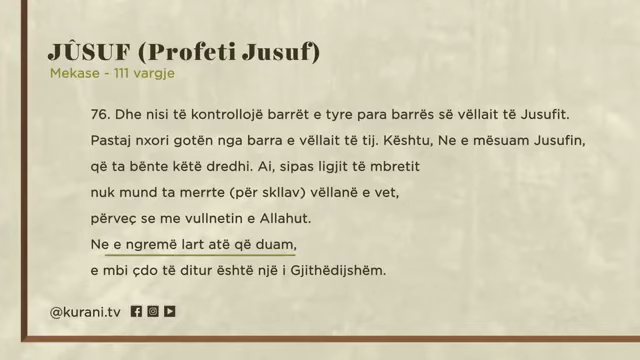 JÛSUF (Profeti Jusuf)
Mekase - 111 vargje
76. Dhe nisi të kontrollojë barrët e tyre para barrës së vëllait të Jusufit.
Pastaj nxori gotën nga barra e vëllait të tij. Kështu, Ne e mësuam Jusufin,
që ta bënte këtë dredhi. Ai, sipas ligjit të mbretit
nuk mund ta merrte (për skllav) vëllanë e vet,
përveç se me vullnetin e Allahut.
Ne e ngremë lart atë që duam,
e mbi çdo të ditur është një i Gjithëdijshëm.
@kurani.tv